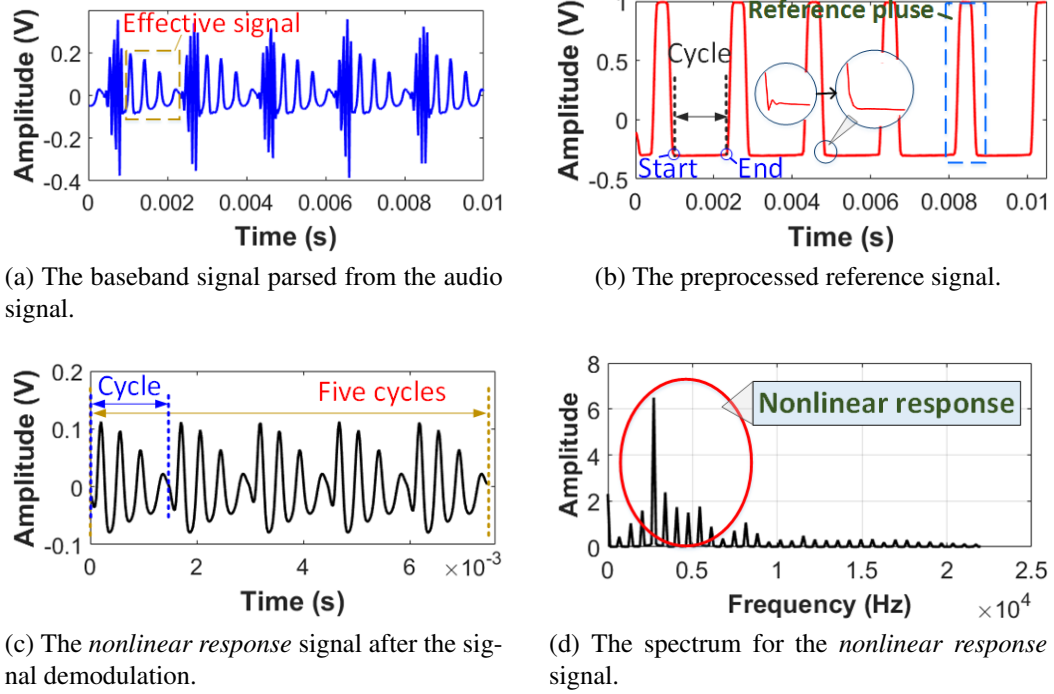 Amplitude (V)
0.2
0
-0.2
-0.4
Effective signal
0 0.002 0.004 0.006 0.008 0.01
Time (s)
(a) The baseband signal parsed from the audio
signal.
Amplitude (V)
1
0
-0.5
Reference pluse
Cycle
Start
End
0 0.002 0.004 0.006 0.008 0.01
Time (s)
(b) The preprocessed reference signal.
Amplitude (V)
0.2
0.1
0
-0.1
Cycle
Five cycles
0 2 4 6 ×10-3
Time (s)
(c) The nonlinear response signal after the sig-
nal demodulation.
Amplitude
8
6
4
2
0
Nonlinear response
0 0.5 1 1.5 2 2.5
Frequency (Hz) ×10 4
(d) The spectrum for the nonlinear response
signal.